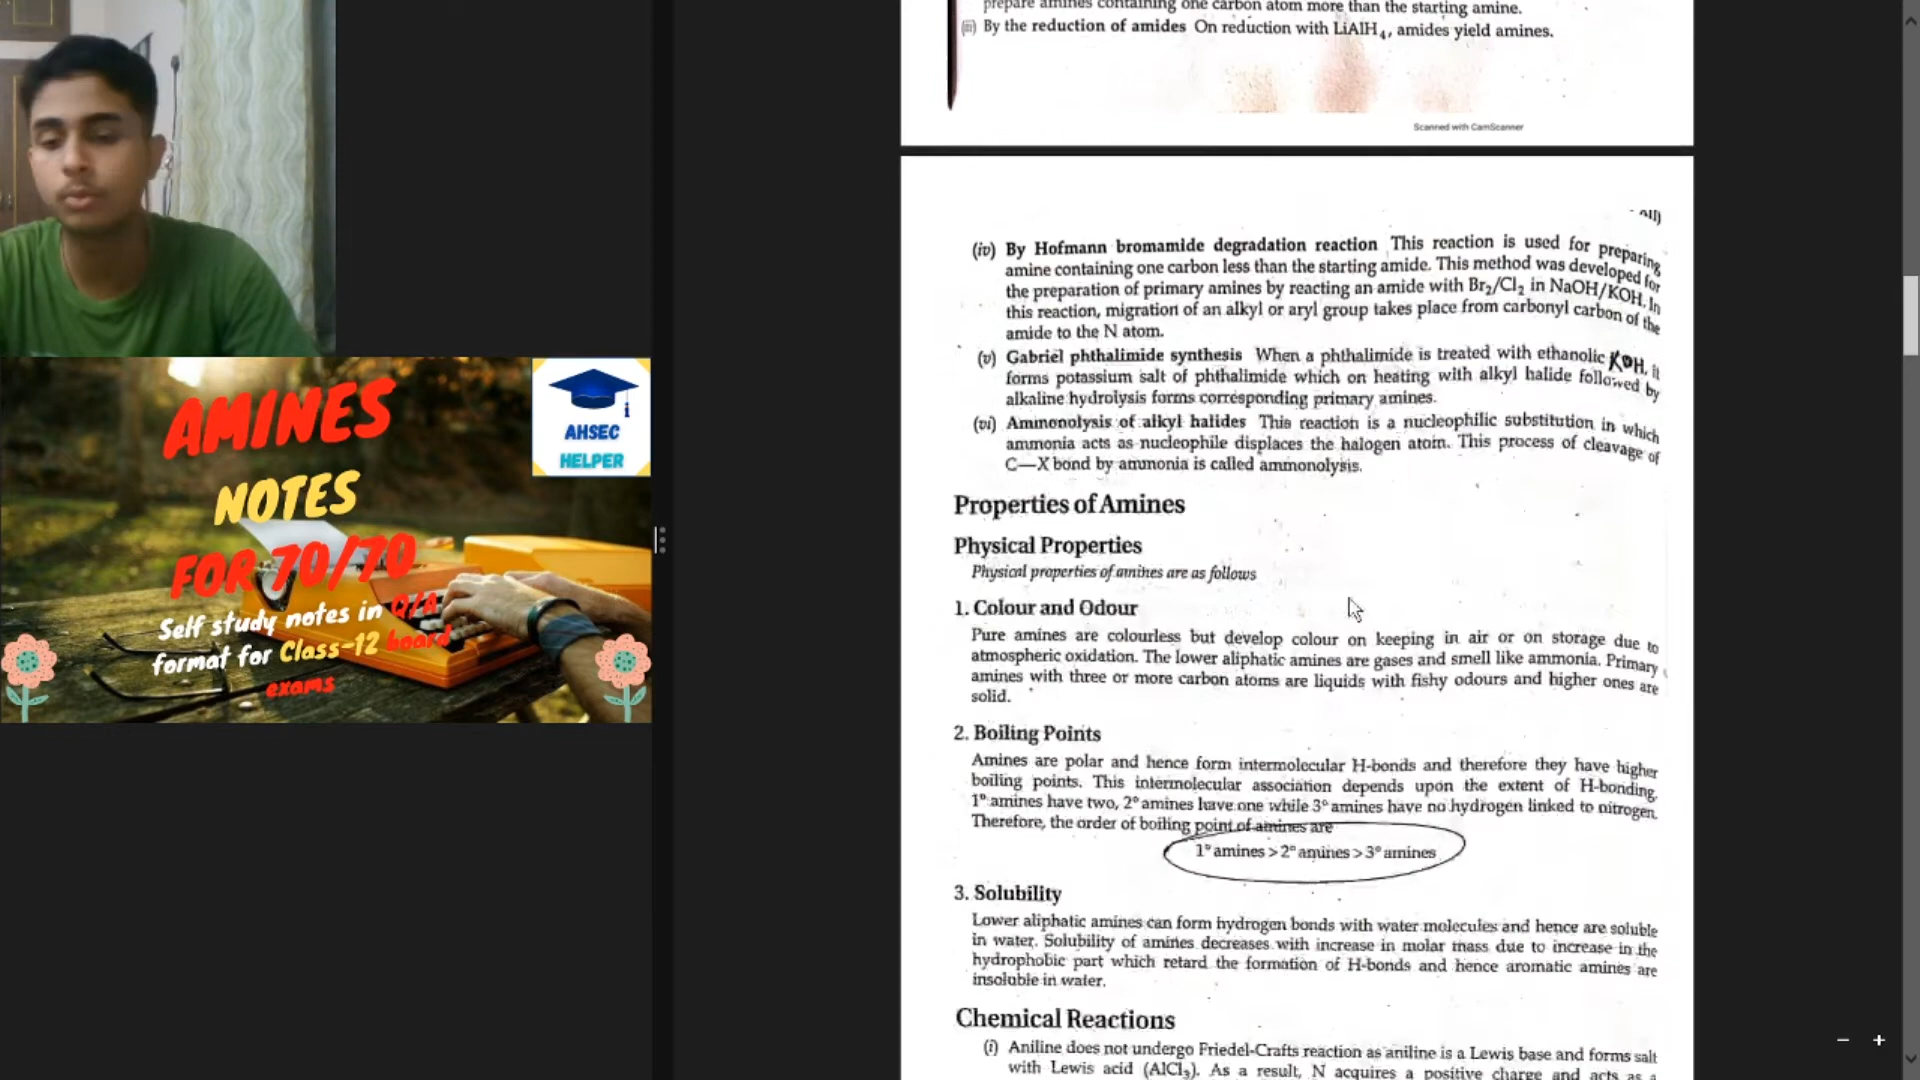 AMINES
NOTES
FOR 70/70
Self study notes in Q/A
format for Class-12 board
exams
AHSEC
HELPER
prepare amines containing one carbon atom more than the starting amine.
(iii) By the reduction of amides On reduction with LiAlH4, amides yield amines.
Scanned with CamScanner
(iv) By Hofmann bromamide degradation reaction This reaction is used for preparing
amine containing one carbon less than the starting amide. This method was developed for
the preparation of primary amines by reacting an amide with Br2/Cl2 in NaOH/KOH. In
this reaction, migration of an alkyl or aryl group takes place from carbonyl carbon of the
amide to the N atom.
(v) Gabriel phthalimide synthesis When a phthalimide is treated with ethanolic KOH, it
forms potassium salt of phthalimide which on heating with alkyl halide followed by
alkaline hydrolysis forms corresponding primary amines.
(vi) Ammonolysis of alkyl halides This reaction is a nucleophilic substitution in which
ammonia acts as nucleophile displaces the halogen atom. This process of cleavage of
C—X bond by ammonia is called ammonolysis.
Properties of Amines
Physical Properties
Physical properties of amines are as follows
1. Colour and Odour
Pure amines are colourless but develop colour on keeping in air or on storage due to
atmospheric oxidation. The lower aliphatic amines are gases and smell like ammonia. Primary
amines with three or more carbon atoms are liquids with fishy odours and higher ones are
solid.
2. Boiling Points
Amines are polar and hence form intermolecular H-bonds and therefore they have higher
boiling points. This intermolecular association depends upon the extent of H-bonding.
1° amines have two, 2° amines have one while 3° amines have no hydrogen linked to nitrogen.
Therefore, the order of boiling point of amines are
1° amines > 2° amines > 3° amines
3. Solubility
Lower aliphatic amines can form hydrogen bonds with water molecules and hence are soluble
in water. Solubility of amines decreases with increase in molar mass due to increase in the
hydrophobic part which retard the formation of H-bonds and hence aromatic amines are
insoluble in water.
Chemical Reactions
(i) Aniline does not undergo Friedel-Crafts reaction as aniline is a Lewis base and forms salt
with Lewis acid (AlCl3). As a result, N acquires a positive charge and acts as a